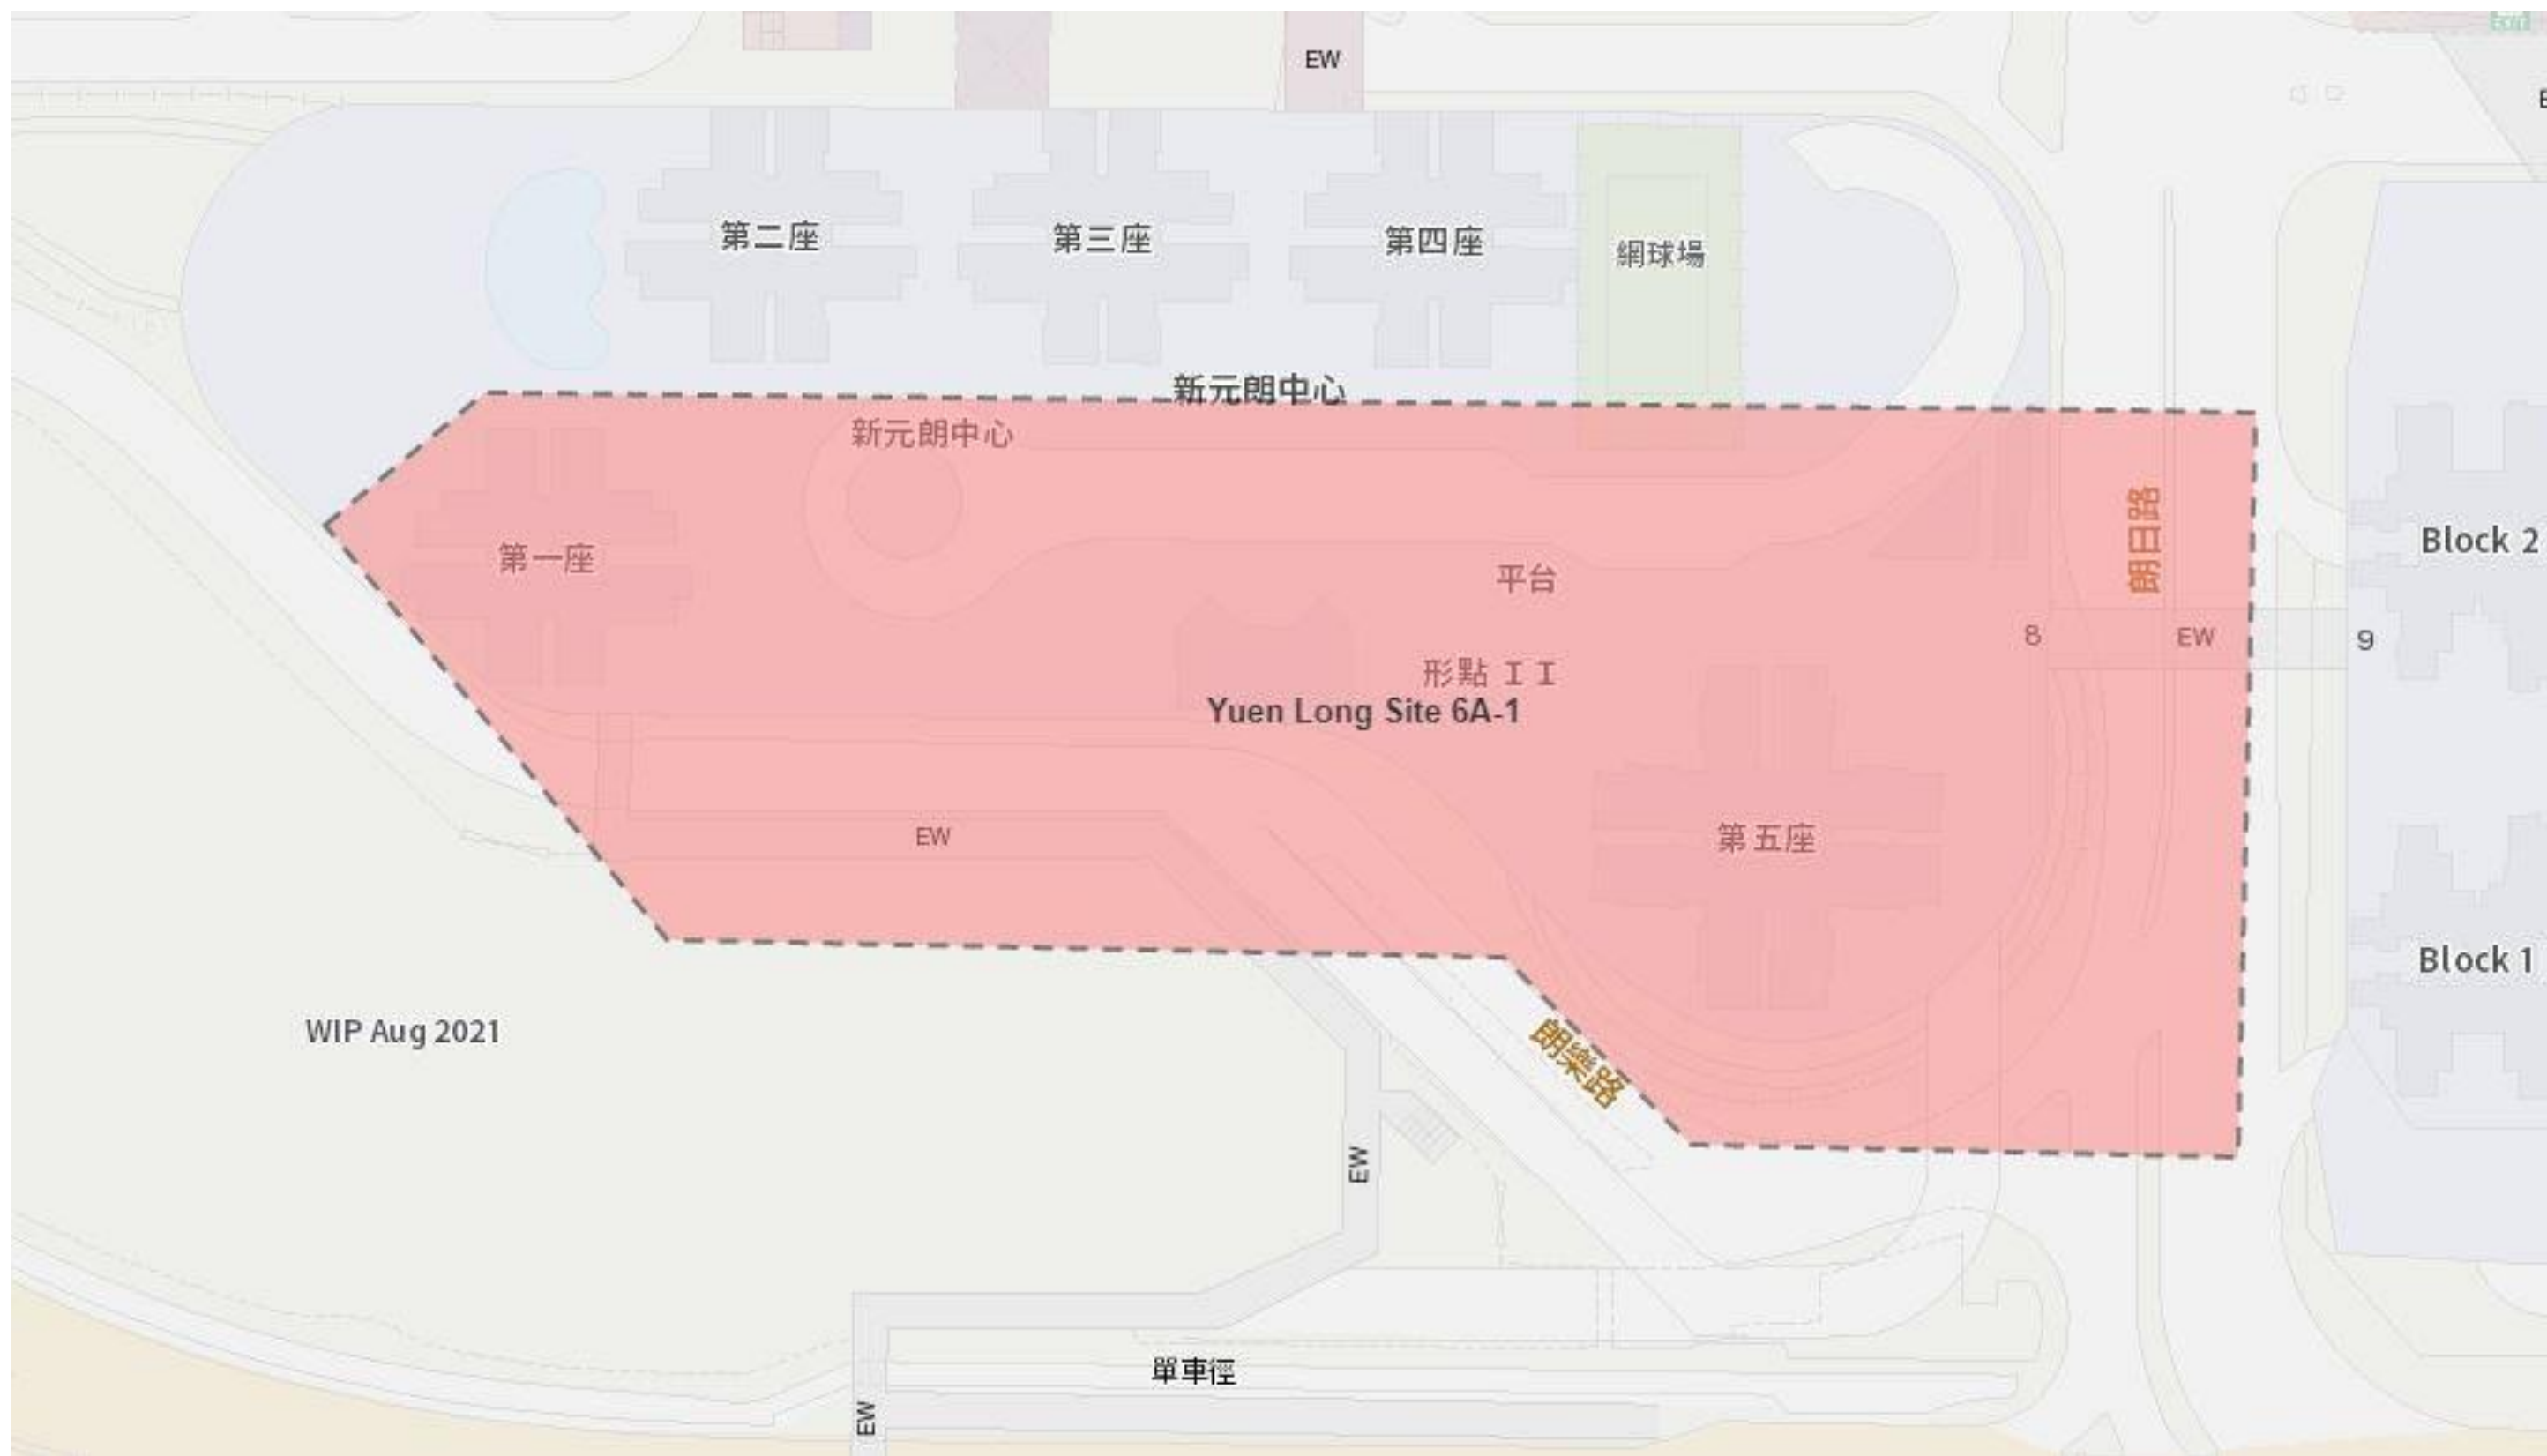 EW
第二座
第三座
第四座
網球場
新元朗中心
新元朗中心
朗日路
Block 2
第一座
平台
8
EW
9
形點 II
Yuen Long Site 6A-1
EW
第五座
Block 1
WIP Aug 2021
朗樂路
EW
單車徑
EW